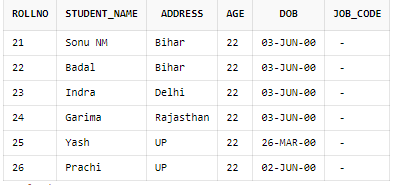 ROLLNO STUDENT_NAME ADDRESS AGE DOB JOB_CODE
21 Sonu NM Bihar 22 03-JUN-00 -
22 Badal Bihar 22 03-JUN-00 -
23 Indra Delhi 22 03-JUN-00 -
24 Garima Rajasthan 22 03-JUN-00 -
25 Yash UP 22 26-MAR-00 -
26 Prachi UP 22 02-JUN-00 -